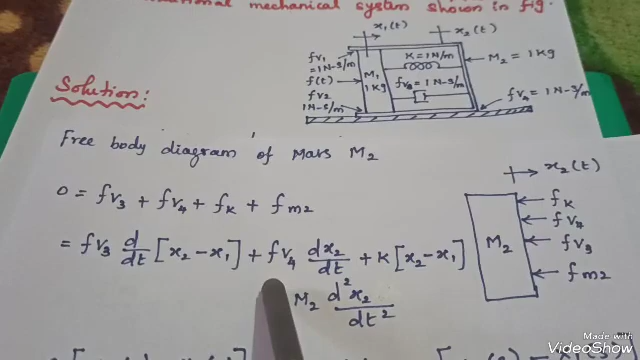 mechanical system shown in fig.
x₁(t)
x₂(t)
fv₁
=1N-S/m
K=1N/m
M₂ = 1Kg
f(t)
M₁
1Kg
fv₃=1N-S/m
fv₂
1N-S/m
fv₄=1N-S/m
Solution:
Free body diagram of Mass M₂
x₂(t)
0 = fv₃ + fv₄ + fk + fm2
= fv₃ d/dt [x₂-x₁] + fv₄ dx₂/dt + K[x₂-x₁]
M₂ d²x₂/dt²
M₂
fk
fv₄
fv₃
fm2
Made with
VideoShow